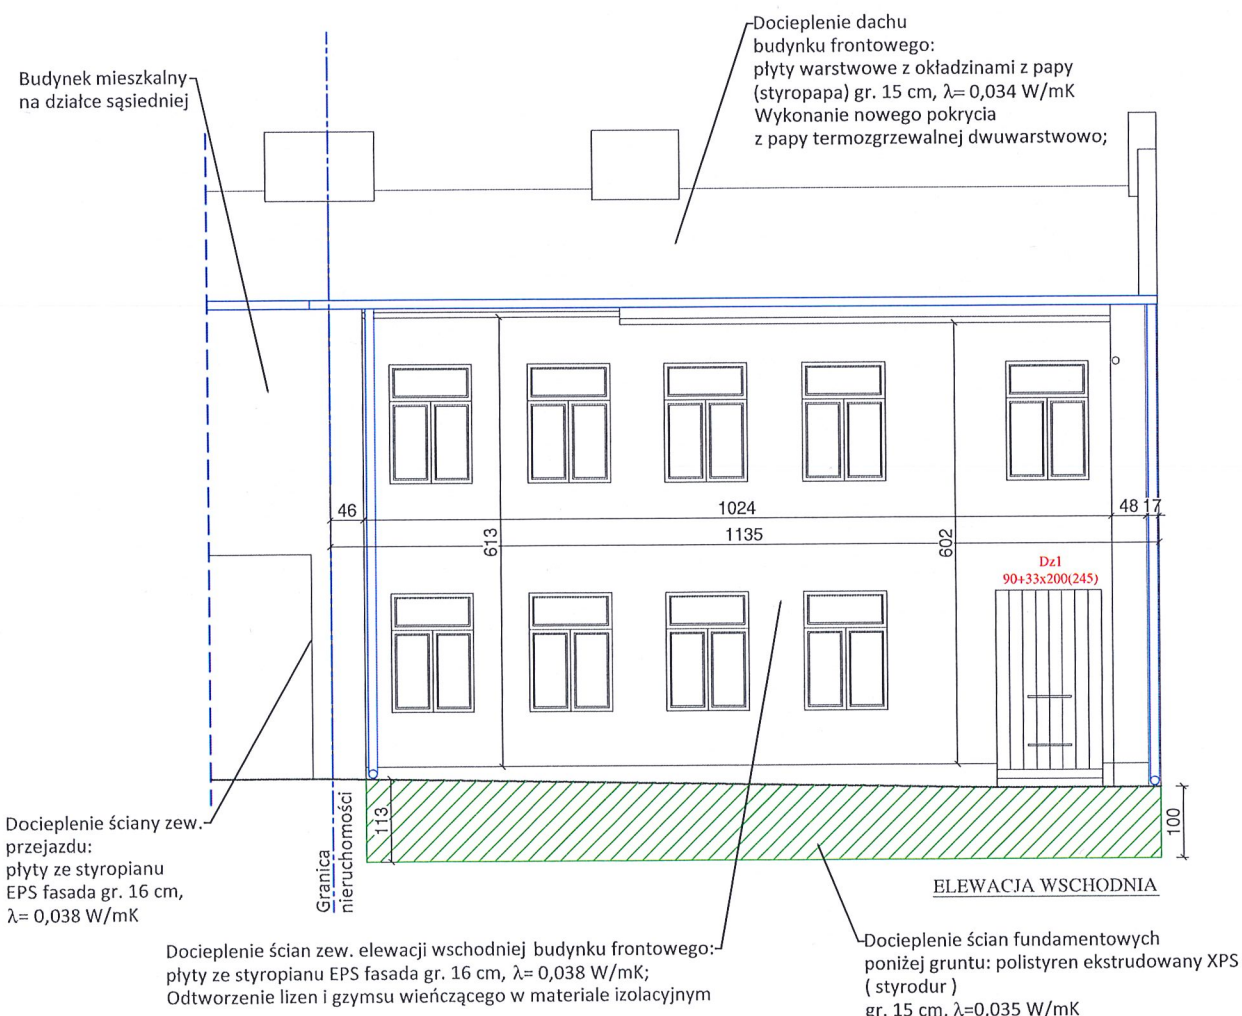 Docieplenie dachu
budynku frontowego:
płyty warstwowe z okładzinami z papy
(styropapa) gr. 15 cm, λ= 0,034 W/mK
Wykonanie nowego pokrycia
z papy termozgrzewalnej dwuwarstwowo;
Budynek mieszkalny
na działce sąsiedniej
46
1024
48
17
1135
613
602
Dz1
90+33x200(245)
113
100
Granica
nieruchomości
Docieplenie ściany zew.
przejazdu:
płyty ze styropianu
EPS fasada gr. 16 cm,
λ= 0,038 W/mK
ELEWACJA WSCHODNIA
Docieplenie ścian zew. elewacji wschodniej budynku frontowego:
płyty ze styropianu EPS fasada gr. 16 cm, λ= 0,038 W/mK;
Odtworzenie lizen i gzymsu wieńczącego w materiale izolacyjnym
Docieplenie ścian fundamentowych
poniżej gruntu: polistyren ekstrudowany XPS
( styrodur )
gr. 15 cm, λ=0,035 W/mK